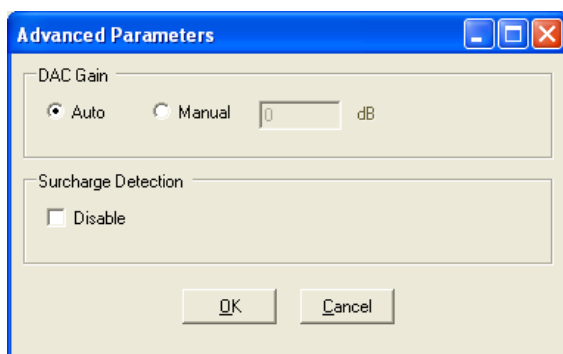 Advanced Parameters
DAC Gain
Auto Manual 0 dB
Surcharge Detection
Disable
OK Cancel